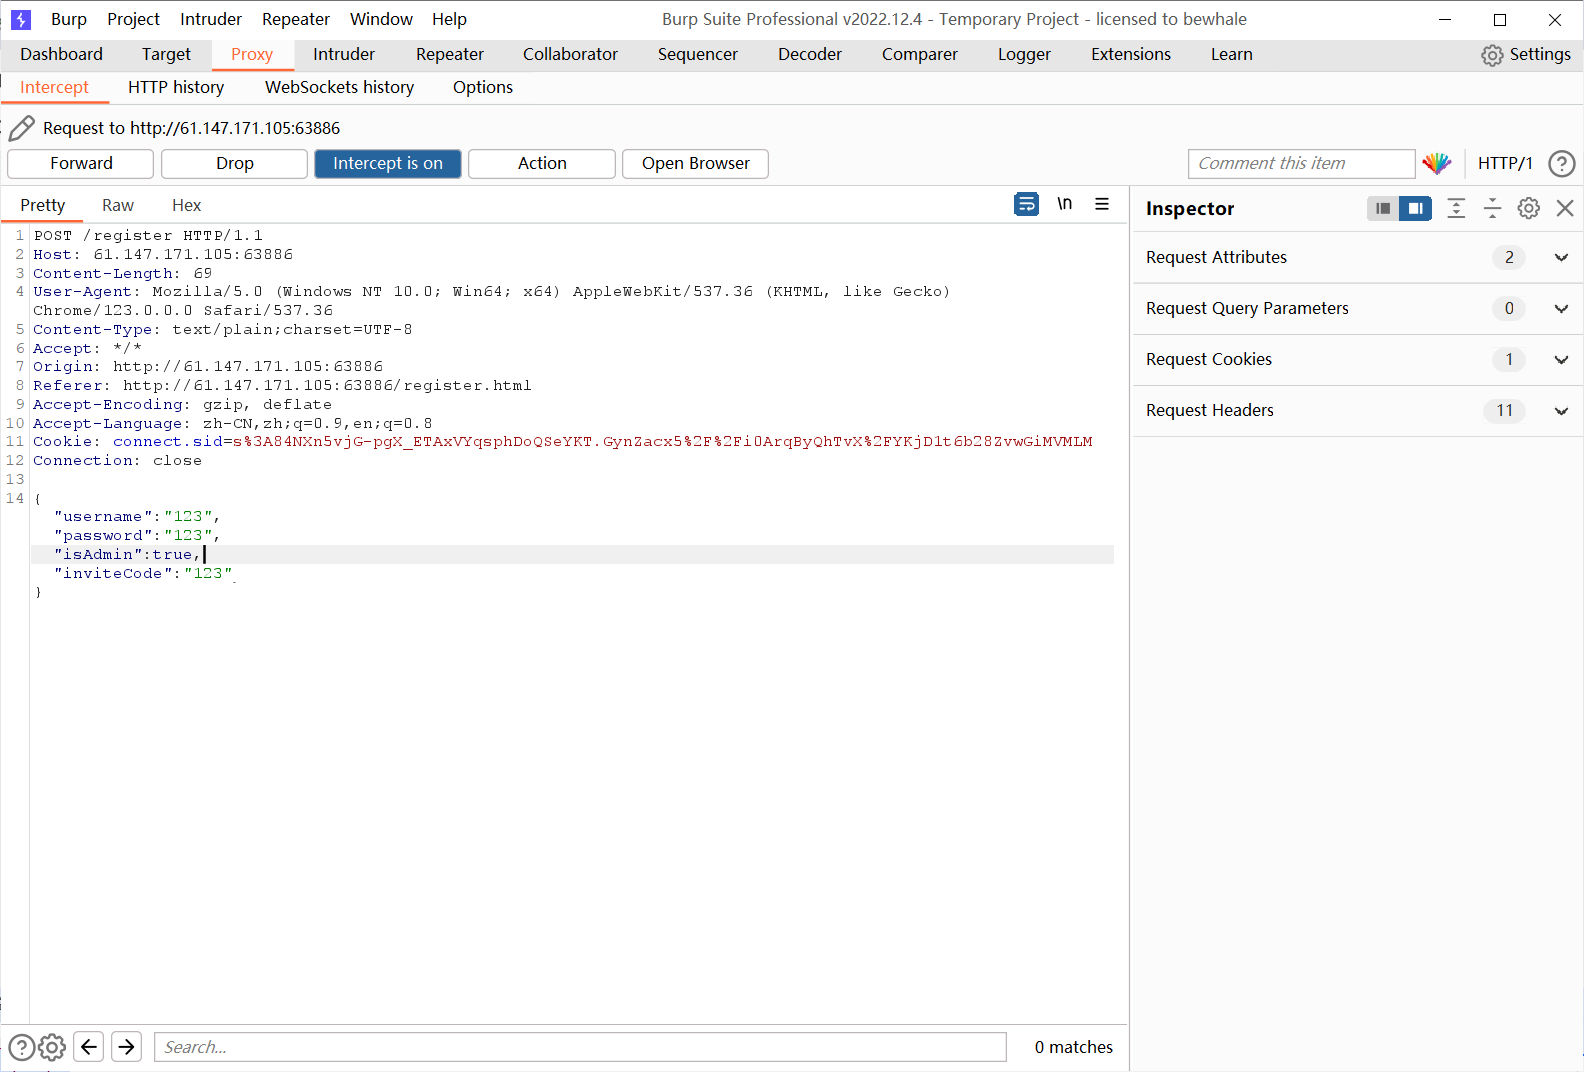 Burp Project Intruder Repeater Window Help Burp Suite Professional v2022.12.4 - Temporary Project - licensed to bewhale
Dashboard Target Proxy Intruder Repeater Collaborator Sequencer Decoder Comparer Logger Extensions Learn Settings
Intercept HTTP history WebSockets history Options
Request to http://61.147.171.105:63886
Forward Drop Intercept is on Action Open Browser Comment this item HTTP/1 ?
Pretty Raw Hex \n
Inspector
1 POST /register HTTP/1.1
2 Host: 61.147.171.105:63886
3 Content-Length: 69
4 User-Agent: Mozilla/5.0 (Windows NT 10.0; Win64; x64) AppleWebKit/537.36 (KHTML, like Gecko)
Chrome/123.0.0.0 Safari/537.36
5 Content-Type: text/plain;charset=UTF-8
6 Accept: */*
7 Origin: http://61.147.171.105:63886
8 Referer: http://61.147.171.105:63886/register.html
9 Accept-Encoding: gzip, deflate
10 Accept-Language: zh-CN,zh;q=0.9,en;q=0.8
11 Cookie: connect.sid=s%3A84NXn5vjG-pgX_ETAxVYqsphDoQSeYKT.GynZacx5%2F%2Fi0ArqByQhTvX%2FYKjD1t6b28ZvwGiMVMLM
12 Connection: close
13
14 {
"username":"123",
"password":"123",
"isAdmin":true,
"inviteCode":"123"
}
Request Attributes 2
Request Query Parameters 0
Request Cookies 1
Request Headers 11
? Search... 0 matches